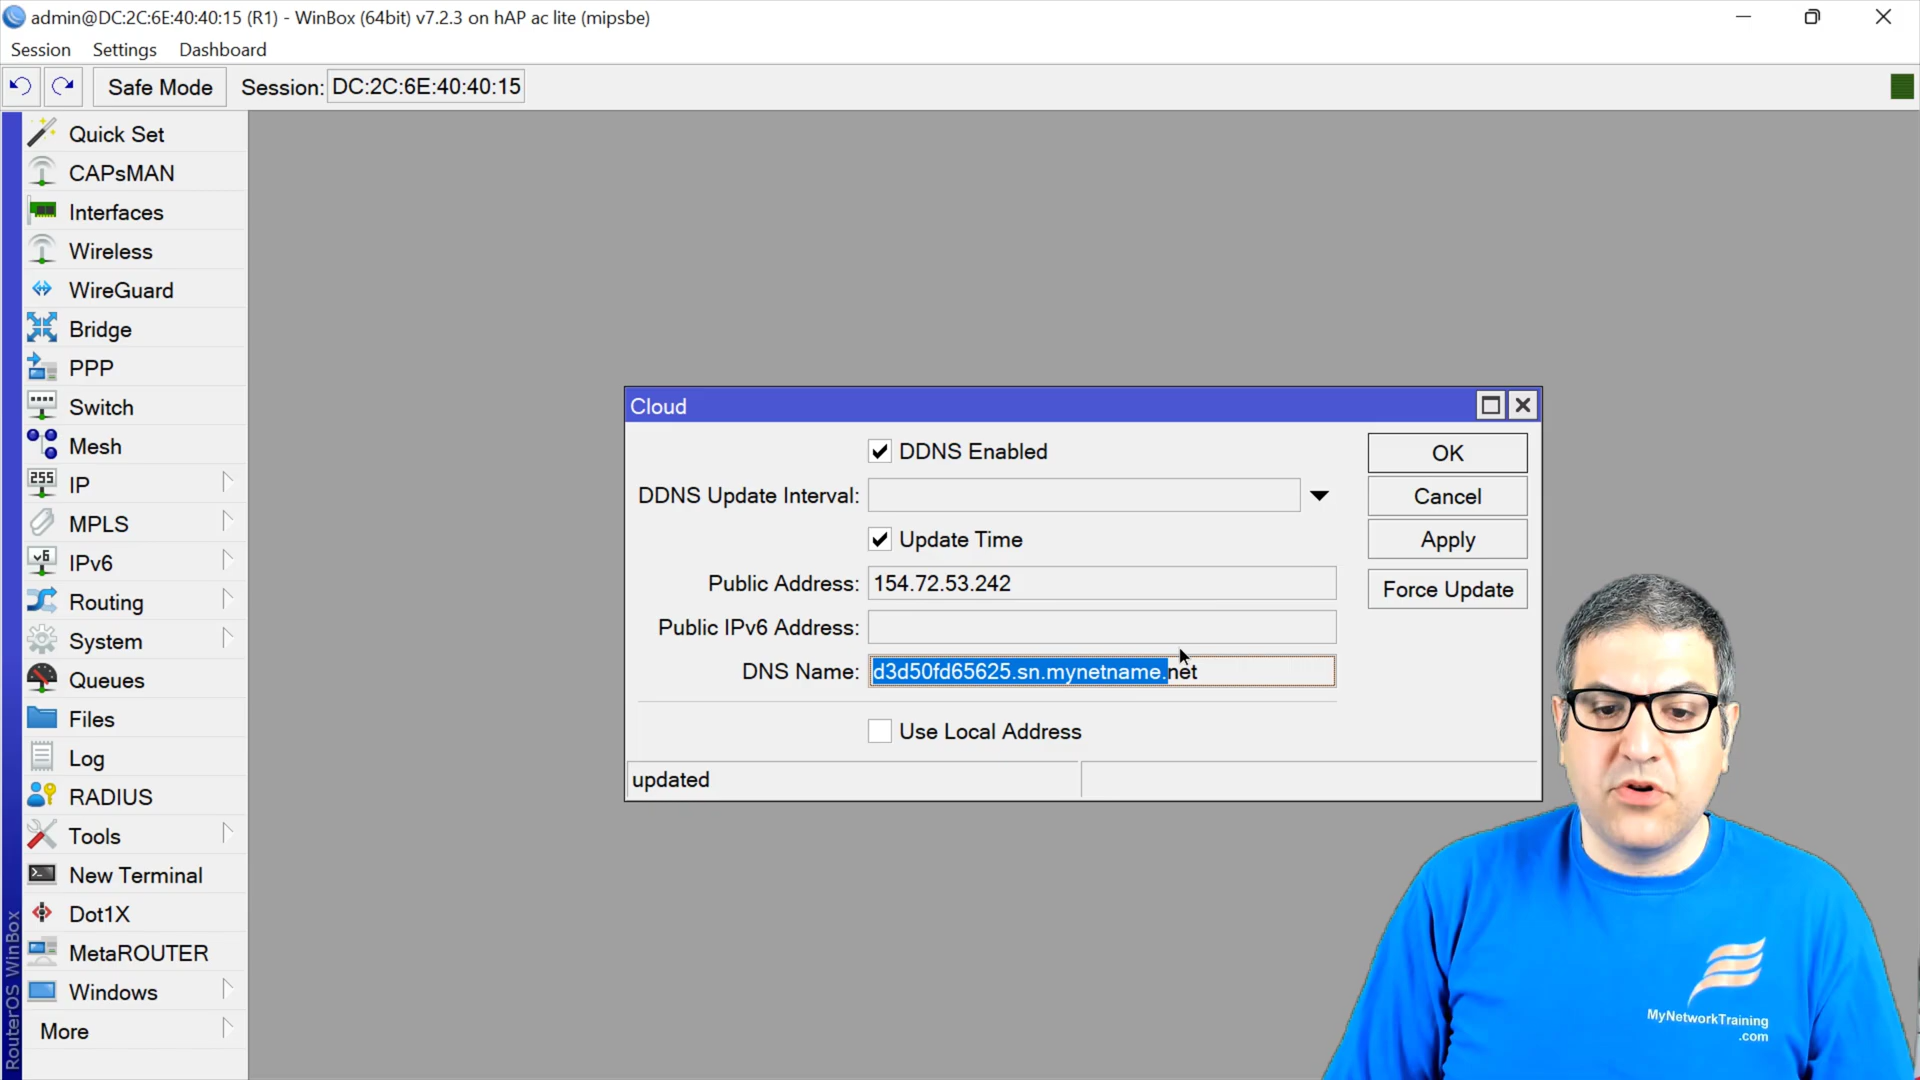 admin@DC:2C:6E:40:40:15 (R1) - WinBox (64bit) v7.2.3 on hAP ac lite (mipsbe)
Session Settings Dashboard
Safe Mode Session: DC:2C:6E:40:40:15
Quick Set
CAPsMAN
Interfaces
Wireless
WireGuard
Bridge
PPP
Switch
Mesh
255 IP
MPLS
v6 IPv6
Routing
System
Queues
Files
Log
RADIUS
Tools
New Terminal
Dot1X
MetaROUTER
Windows
More
RouterOS WinBox
Cloud
DDNS Enabled
DDNS Update Interval:
Update Time
Public Address: 154.72.53.242
Public IPv6 Address:
DNS Name: d3d50fd65625.sn.mynetname.net
Use Local Address
updated
OK
Cancel
Apply
Force Update
MyNetworkTraining
.com